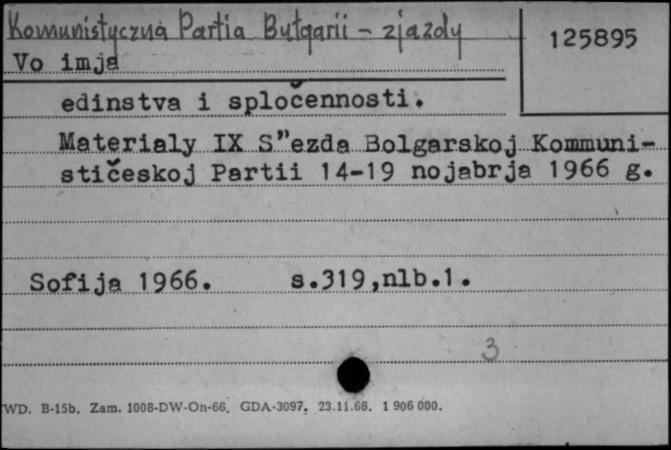 Komunistyczna Partia Bułgarii - zjazdy
125895
Vo imja
edinstva i spločennosti.
Materialy IX S"ezda Bolgarskoj Kommuni-
stičeskoj Partii 14-19 nojabrja 1966 g.
Sofija 1966. s.319,nlb.1.
3
WD. B-15b. Zam. 1008-DW-On-66. GDA-3097. 23.11.66. 1 906 000.